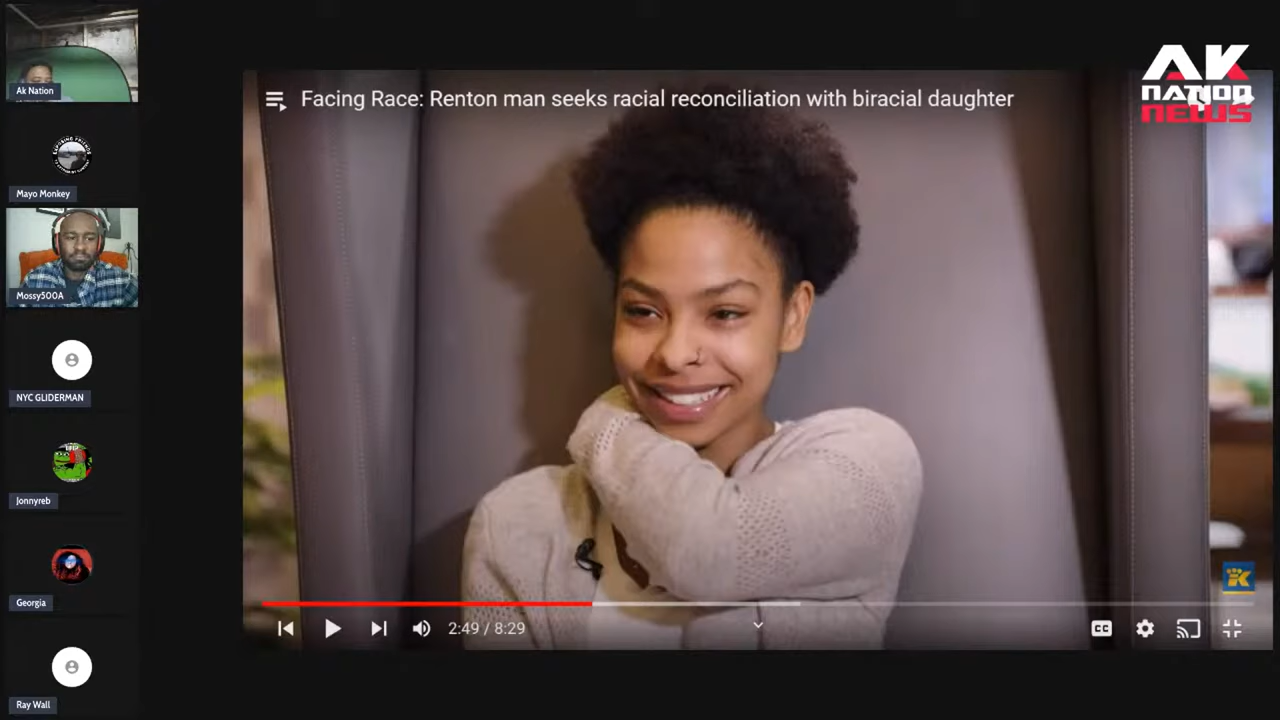 Ak Nation
Mayo Monkey
Mossy500A
NYC GLIDERMAN
Jonnyreb
Georgia
Ray Wall
Facing Race: Renton man seeks racial reconciliation with biracial daughter
AK
NATION
NEWS
2:49 / 8:29
CC
K